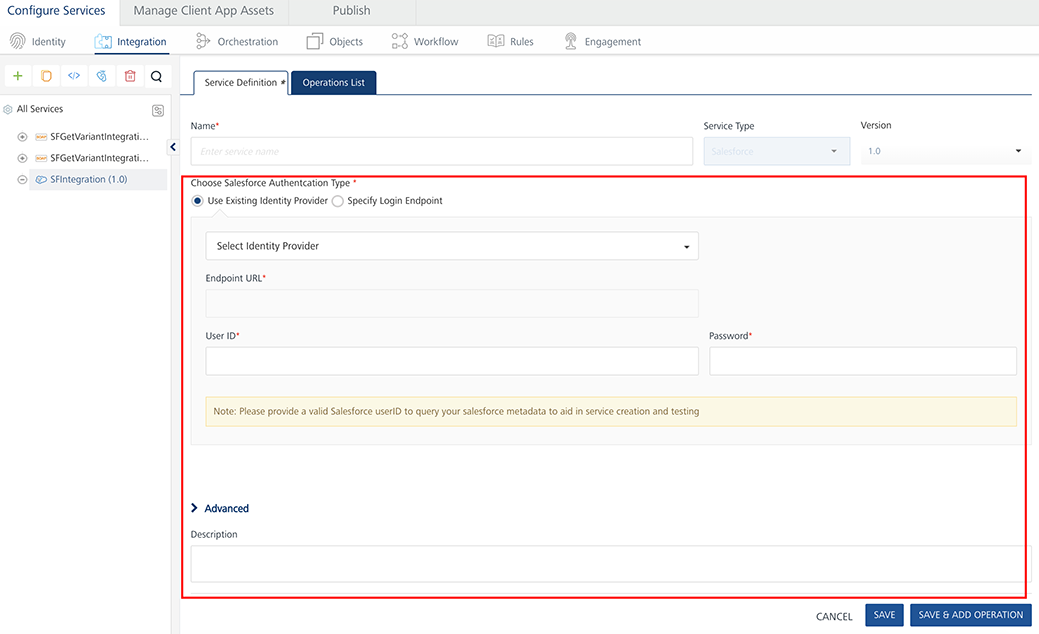 Configure Services Manage Client App Assets Publish
Identity Integration Orchestration Objects Workflow Rules Engagement
Service Definition * Operations List
All Services
SFGetVariantIntegrati...
SFGetVariantIntegrati...
SFIntegration (1.0)
Name* Service Type Version
Enter service name Salesforce 1.0
Choose Salesforce Authentcation Type *
Use Existing Identity Provider Specify Login Endpoint
Select Identity Provider
Endpoint URL*
User ID* Password*
Note: Please provide a valid Salesforce userID to query your salesforce metadata to aid in service creation and testing
Advanced
Description
CANCEL SAVE SAVE & ADD OPERATION